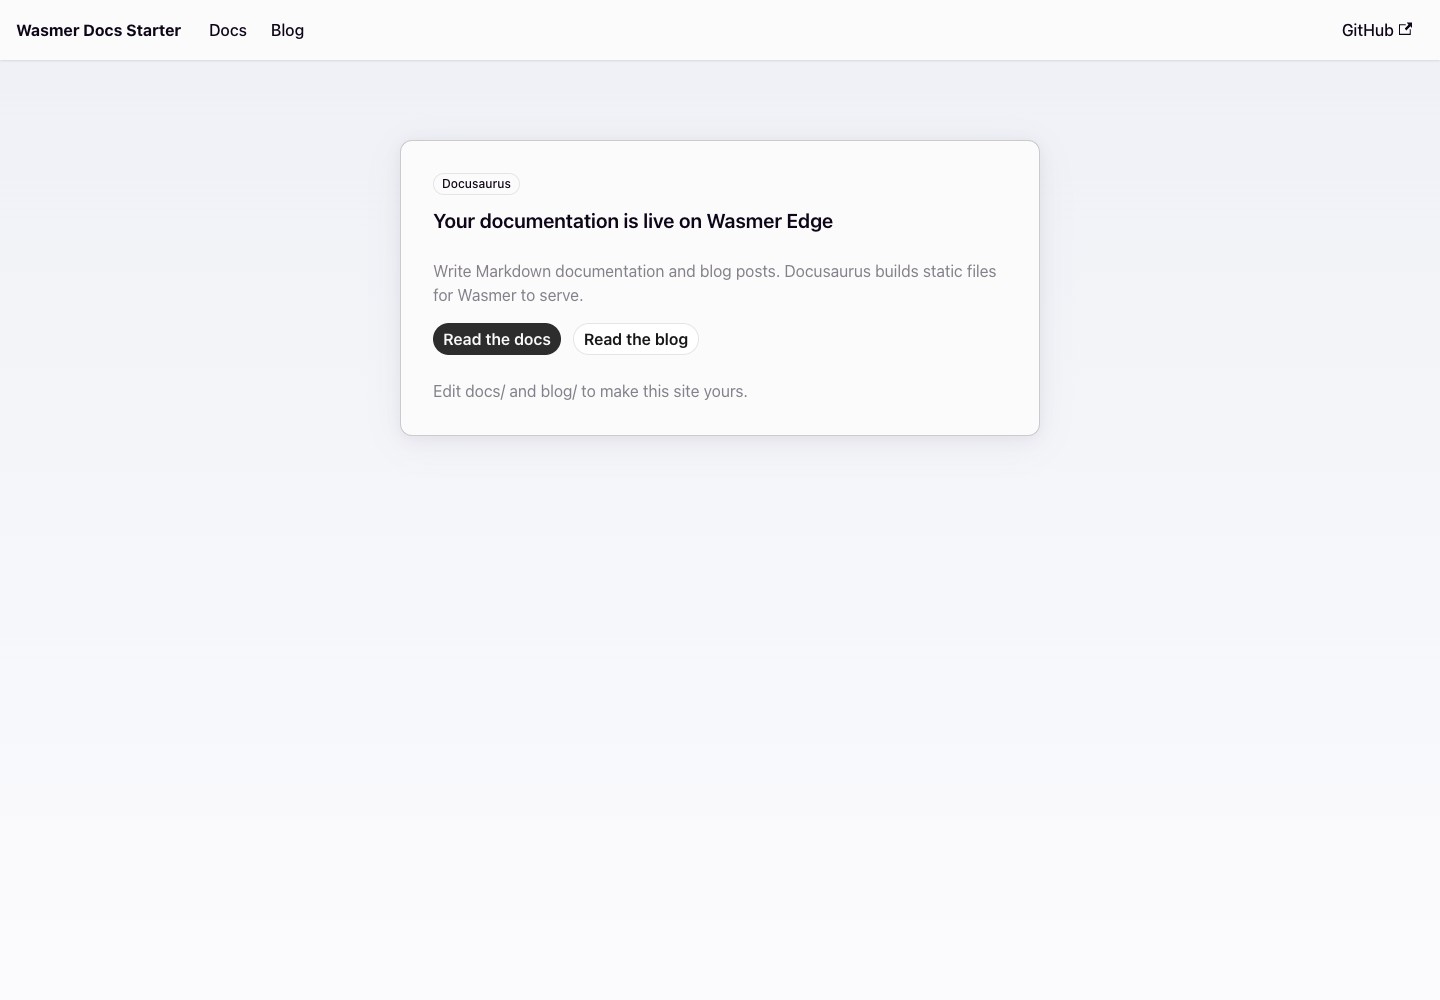 Wasmer Docs Starter Docs Blog GitHub
Docusaurus
Your documentation is live on Wasmer Edge
Write Markdown documentation and blog posts. Docusaurus builds static files
for Wasmer to serve.
Read the docs Read the blog
Edit docs/ and blog/ to make this site yours.